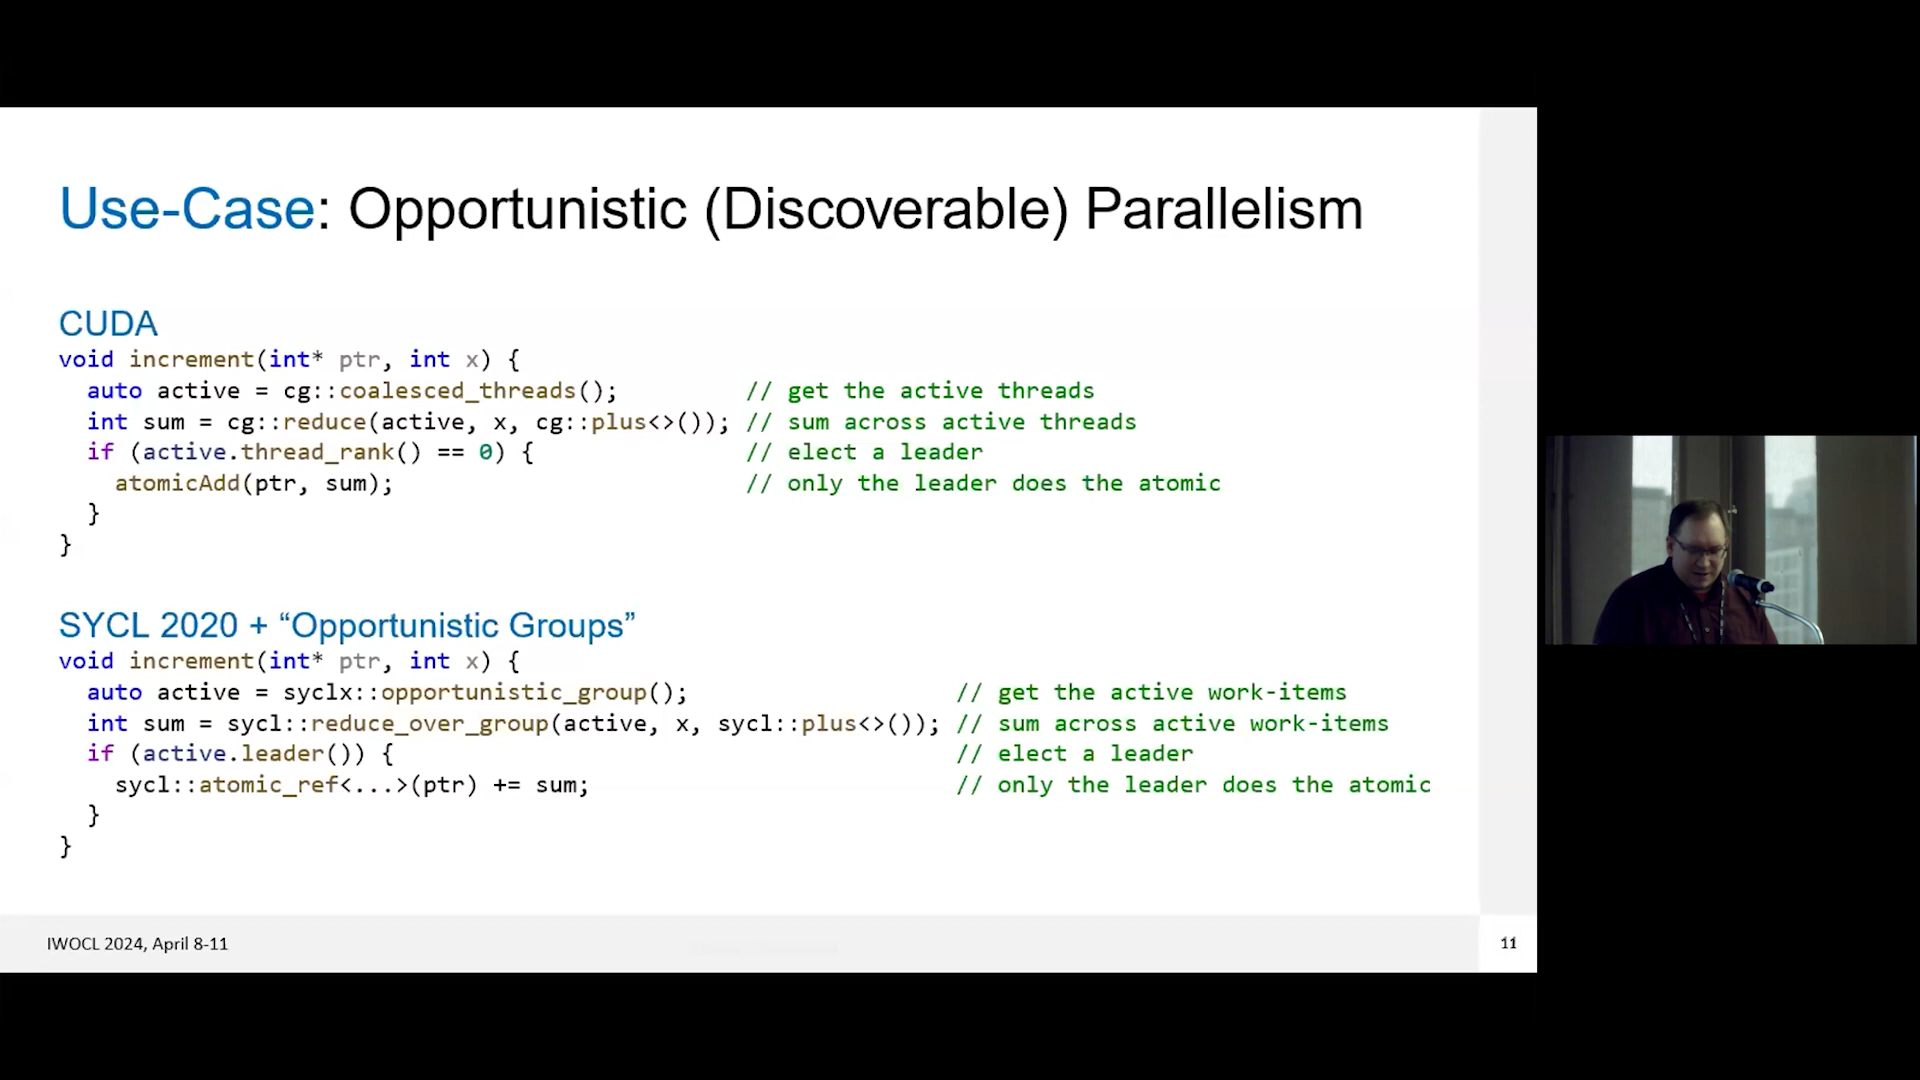 Use-Case: Opportunistic (Discoverable) Parallelism
CUDA
void increment(int* ptr, int x) {
  auto active = cg::coalesced_threads();         // get the active threads
  int sum = cg::reduce(active, x, cg::plus<>()); // sum across active threads
  if (active.thread_rank() == 0) {               // elect a leader
    atomicAdd(ptr, sum);                         // only the leader does the atomic
  }
}
SYCL 2020 + “Opportunistic Groups”
void increment(int* ptr, int x) {
  auto active = syclx::opportunistic_group();                   // get the active work-items
  int sum = sycl::reduce_over_group(active, x, sycl::plus<>()); // sum across active work-items
  if (active.leader()) {                                        // elect a leader
    sycl::atomic_ref<...>(ptr) += sum;                          // only the leader does the atomic
  }
}
IWOCL 2024, April 8-11
11